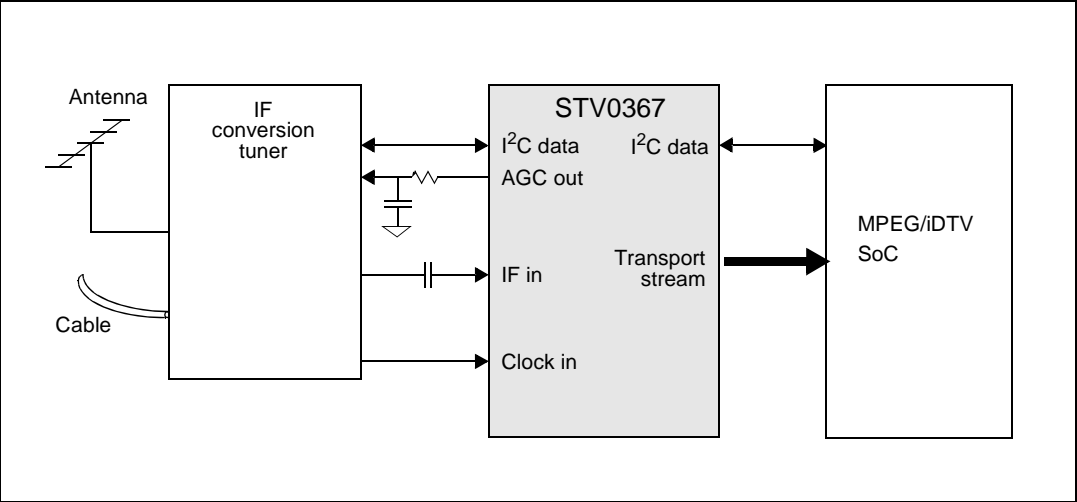 Antenna
Cable
IF
conversion
tuner
STV0367
I²C data
I²C data
AGC out
IF in
Transport
stream
Clock in
MPEG/iDTV
SoC